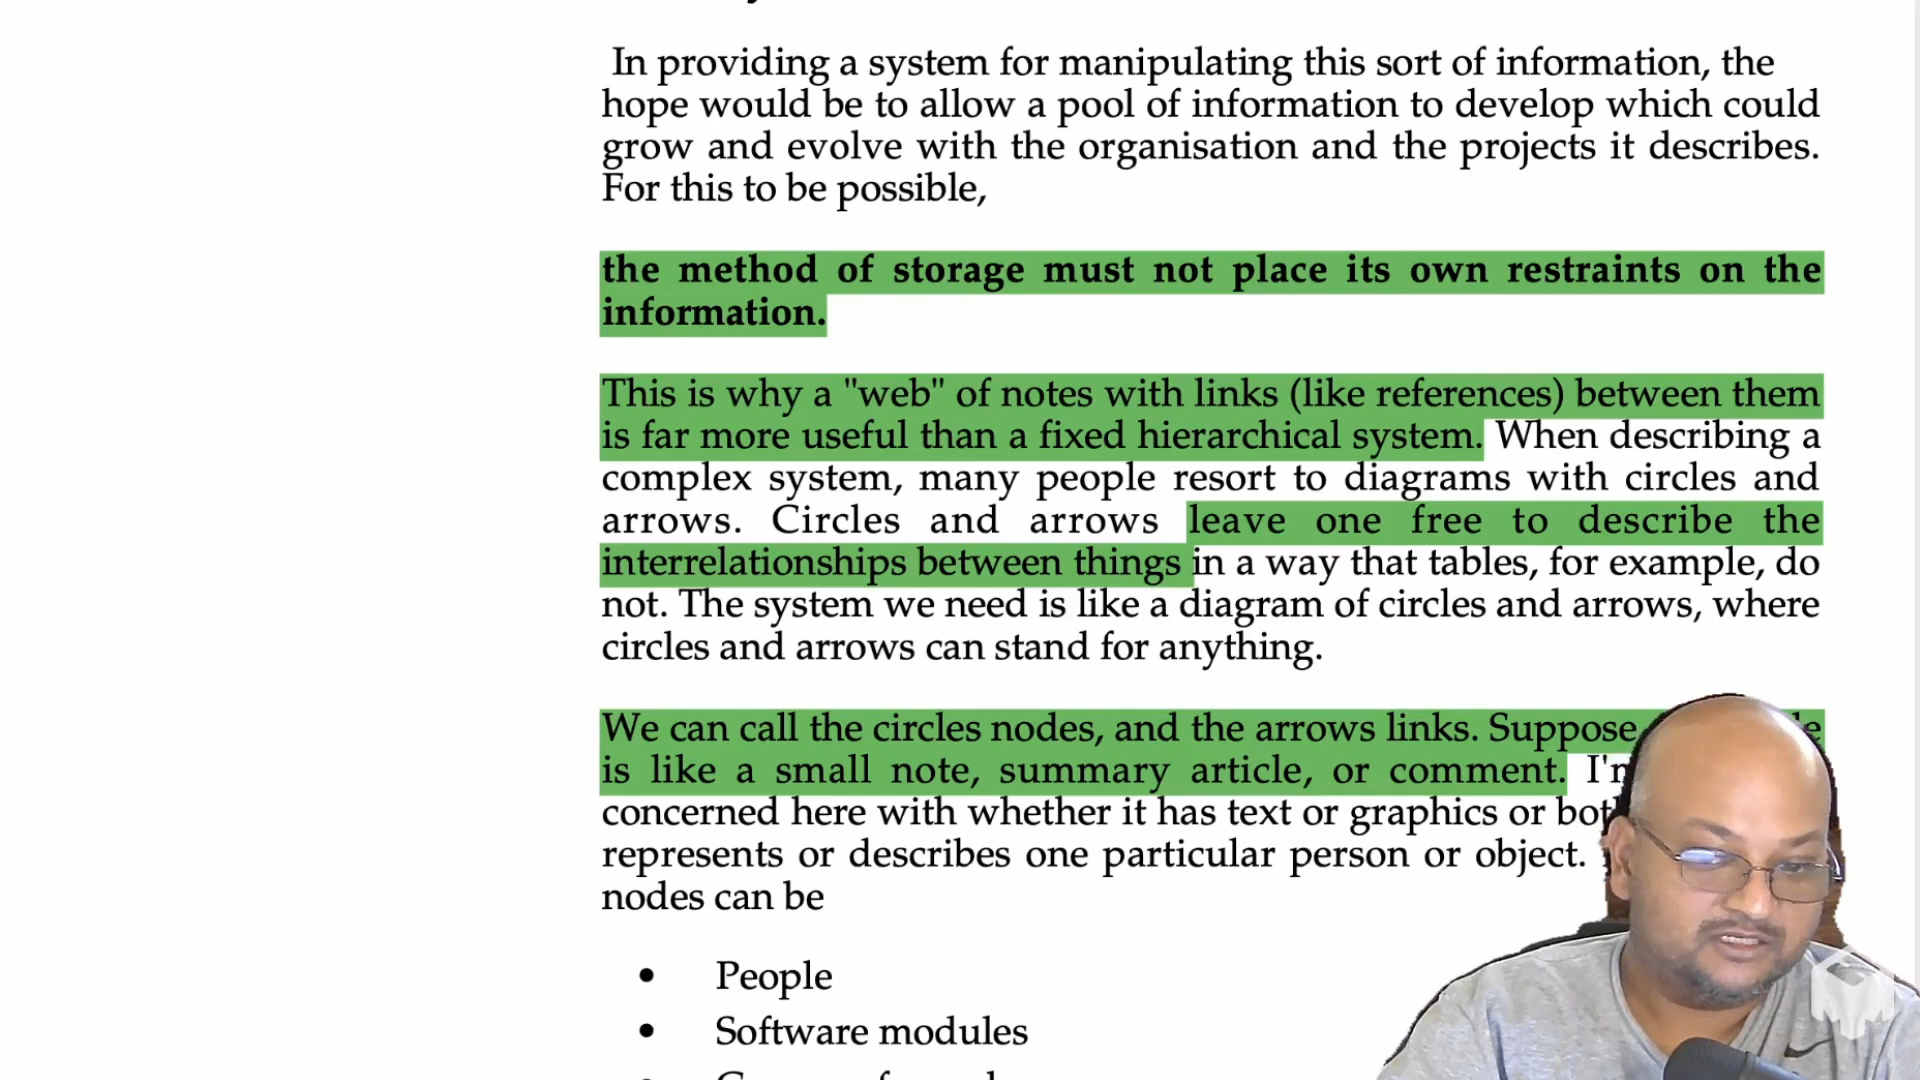 In providing a system for manipulating this sort of information, the
hope would be to allow a pool of information to develop which could
grow and evolve with the organisation and the projects it describes.
For this to be possible,
the method of storage must not place its own restraints on the
information.
This is why a "web" of notes with links (like references) between them
is far more useful than a fixed hierarchical system. When describing a
complex system, many people resort to diagrams with circles and
arrows. Circles and arrows leave one free to describe the
interrelationships between things in a way that tables, for example, do
not. The system we need is like a diagram of circles and arrows, where
circles and arrows can stand for anything.
We can call the circles nodes, and the arrows links. Suppose
is like a small note, summary article, or comment.
concerned here with whether it has text or graphics or
represents or describes one particular person or object.
nodes can be
• People
• Software modules